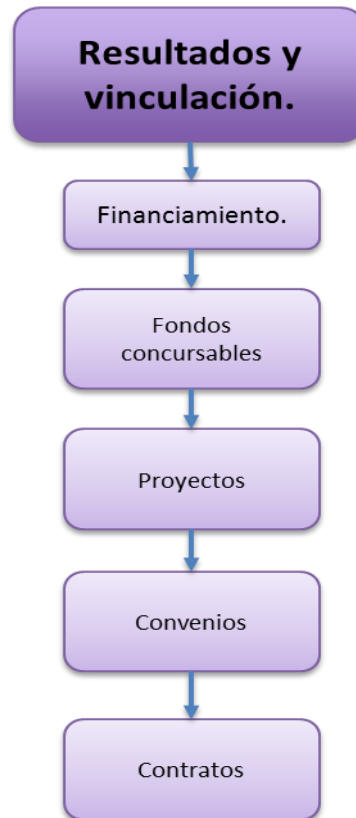 Resultados y
vinculación.
Financiamiento.
Fondos
concursables
Proyectos
Convenios
Contratos